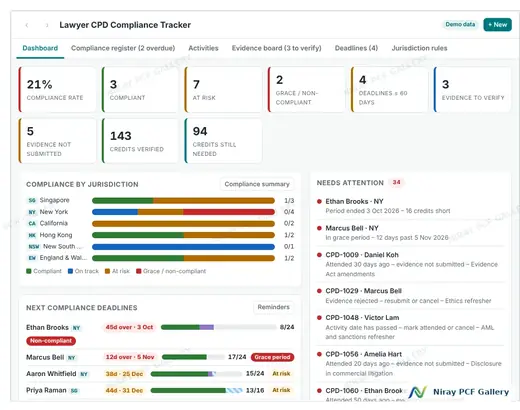 Lawyer CPD Compliance Tracker
Demo data
+ New
Dashboard
Compliance register (2 overdue)
Activities
Evidence board (3 to verify)
Deadlines (4)
Jurisdiction rules
21%
COMPLIANCE RATE
3
COMPLIANT
7
AT RISK
2
GRACE / NON-
COMPLIANT
4
DEADLINES ≤ 60
DAYS
3
EVIDENCE TO VERIFY
5
EVIDENCE NOT
SUBMITTED
143
CREDITS VERIFIED
94
CREDITS STILL
NEEDED
COMPLIANCE BY JURISDICTION
Compliance summary
SG Singapore 1/3
NY New York 0/4
CA California 0/2
HK Hong Kong 1/2
NSW New South ... 0/1
EW England & Wal... 1/2
Compliant
On track
At risk
Grace / non-compliant
NEXT COMPLIANCE DEADLINES
Reminders
Ethan Brooks NY 45d over · 3 Oct 8/24
Non-compliant
Marcus Bell NY 12d over · 5 Nov 17/24 Grace period
Aaron Whitfield NY 38d · 25 Dec 15/24 At risk
Priya Raman SG 44d · 31 Dec 13/16 At risk
NEEDS ATTENTION 34
Ethan Brooks · NY
Period ended 3 Oct 2026 – 16 credits short
Marcus Bell · NY
In grace period – 12 days past 5 Nov 2026
CPD-1009 · Daniel Koh
Attended 30 days ago – evidence not submitted – Evidence
Act amendments
CPD-1029 · Marcus Bell
Evidence rejected – resubmit or cancel – Ethics refresher
CPD-1048 · Victor Lam
Activity date has passed – mark attended or cancel – AML
and sanctions refresher
CPD-1056 · Amelia Hart
Attended 20 days ago – evidence not submitted – Disclosure
in commercial litigation
CPD-1060 · Ethan Brook
Niray PCF Gallery